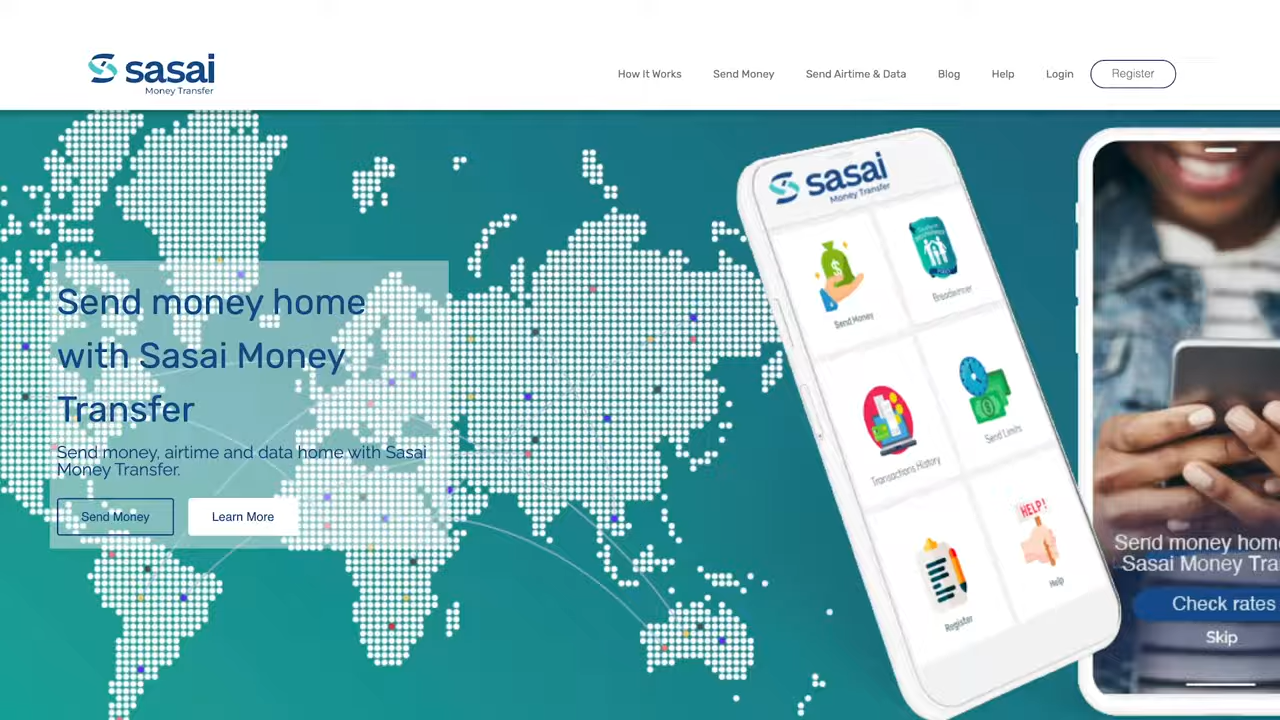 sasai
Money Transfer
How It Works
Send Money
Send Airtime & Data
Blog
Help
Login
Register
Send money home
with Sasai Money
Transfer
Send money, airtime and data home with Sasai
Money Transfer.
Send Money
Learn More
sasai
Money Transfer
Send Money
Breadwinner
Transactions History
Send Limits
HELP!
Register
Help
Send money hom
Sasai Money Tra
Check rates
Skip